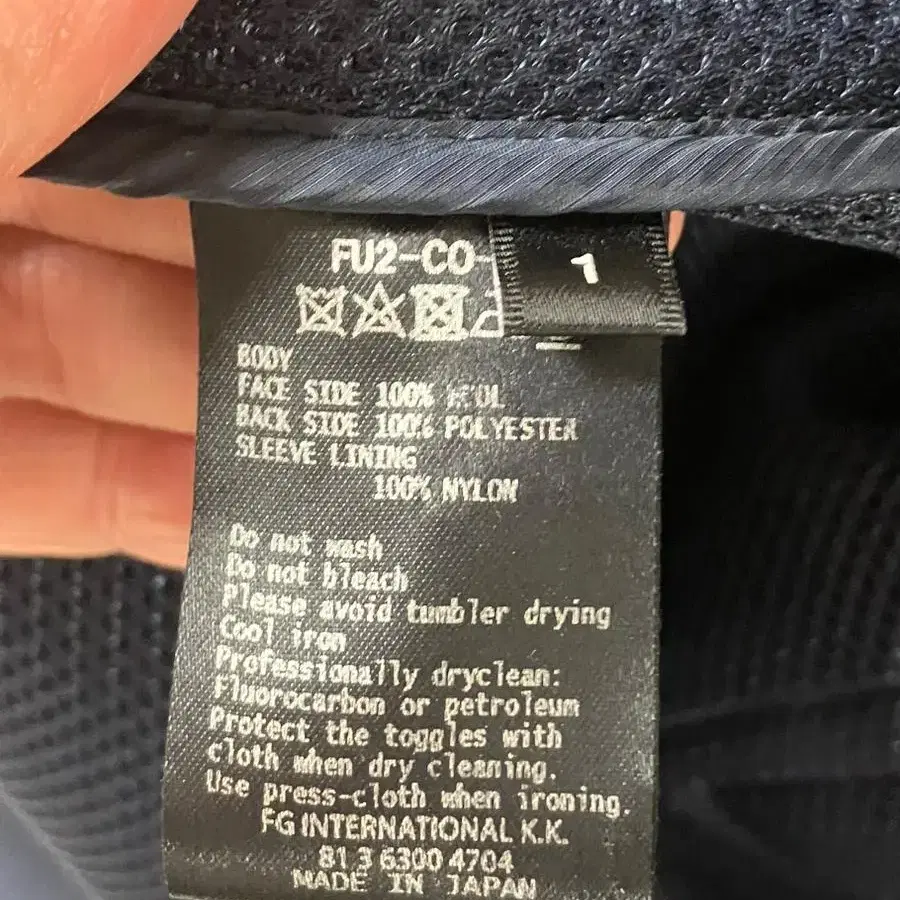 FU2-CO-
1
BODY
FACE SIDE 100% WOOL
BACK SIDE 100% POLYESTER
SLEEVE LINING
100% NYLON
Do not wash
Do not bleach
Please avoid tumbler drying
Cool iron
Professionally dryclean:
Fluorocarbon or petroleum
Protect the toggles with
cloth when dry cleaning.
Use press-cloth when ironing.
FG INTERNATIONAL K.K.
81 3 6300 4704
MADE IN JAPAN